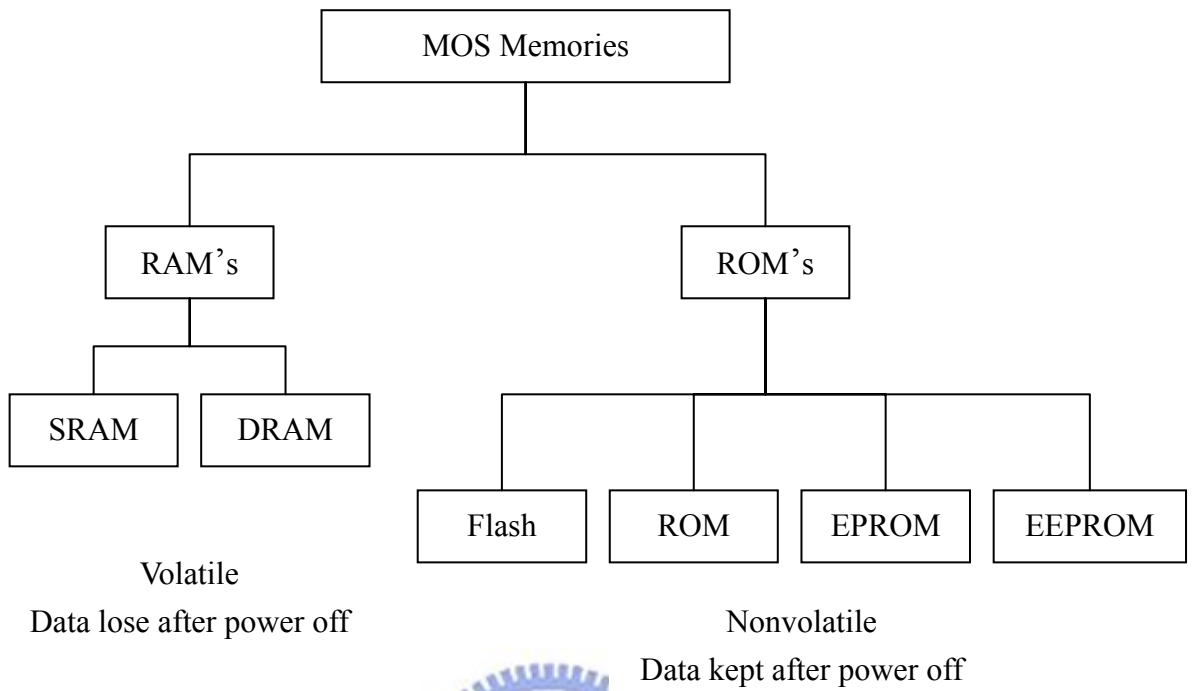 MOS Memories
RAM’s
ROM’s
SRAM
DRAM
Flash
ROM
EPROM
EEPROM
Volatile
Data lose after power off
Nonvolatile
Data kept after power off